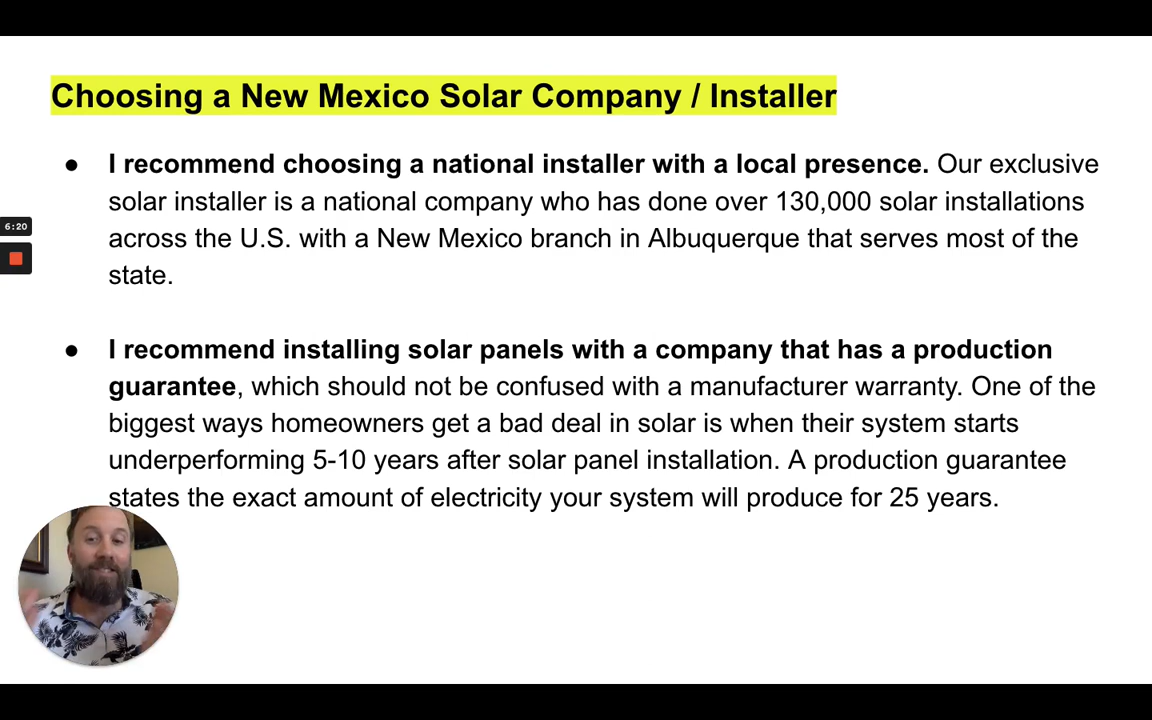 Choosing a New Mexico Solar Company / Installer
● I recommend choosing a national installer with a local presence. Our exclusive
solar installer is a national company who has done over 130,000 solar installations
across the U.S. with a New Mexico branch in Albuquerque that serves most of the
state.
6:20
● I recommend installing solar panels with a company that has a production
guarantee, which should not be confused with a manufacturer warranty. One of the
biggest ways homeowners get a bad deal in solar is when their system starts
underperforming 5-10 years after solar panel installation. A production guarantee
states the exact amount of electricity your system will produce for 25 years.